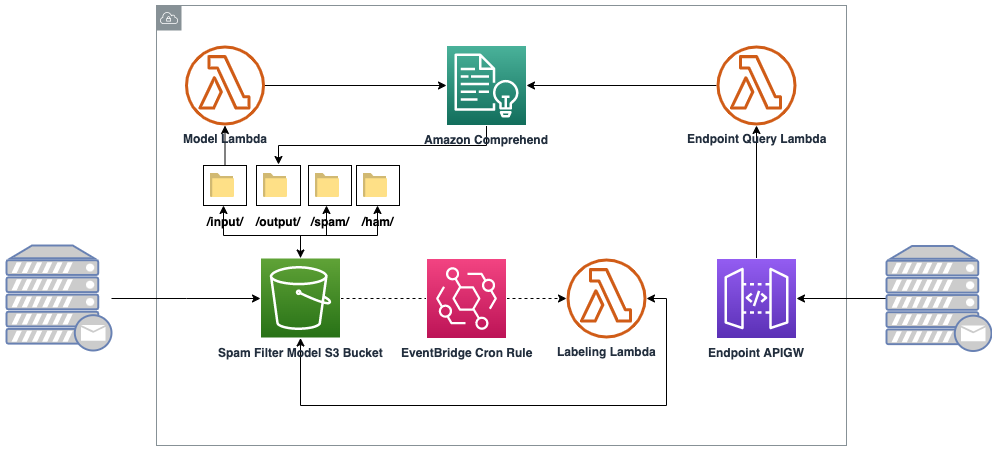 Model Lambda
Amazon Comprehend
Endpoint Query Lambda
/input/
/output/
/spam/
/ham/
</>
Spam Filter Model S3 Bucket
EventBridge Cron Rule
Labeling Lambda
Endpoint APIGW